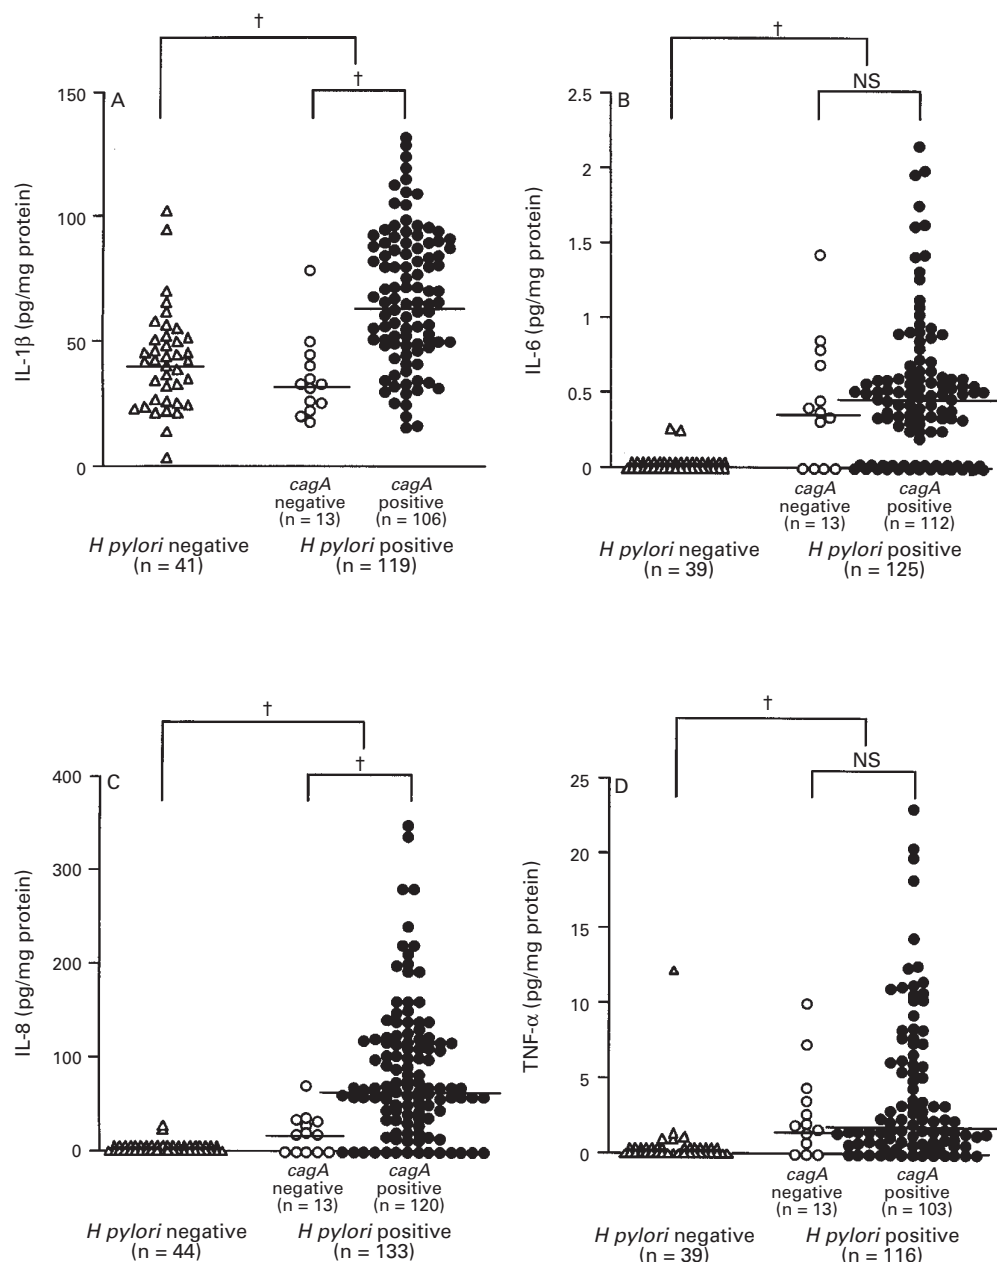 †
†
150
A
100
50
0
IL-1β (pg/mg protein)
cagA
negative
(n = 13)
cagA
positive
(n = 106)
H pylori negative
(n = 41)
H pylori positive
(n = 119)
†
NS
2.5
B
2
1.5
1
0.5
0
IL-6 (pg/mg protein)
cagA
negative
(n = 13)
cagA
positive
(n = 112)
H pylori negative
(n = 39)
H pylori positive
(n = 125)
†
†
400
C
300
200
100
0
IL-8 (pg/mg protein)
cagA
negative
(n = 13)
cagA
positive
(n = 120)
H pylori negative
(n = 44)
H pylori positive
(n = 133)
†
NS
25
D
20
15
10
5
0
TNF-α (pg/mg protein)
cagA
negative
(n = 13)
cagA
positive
(n = 103)
H pylori negative
(n = 39)
H pylori positive
(n = 116)